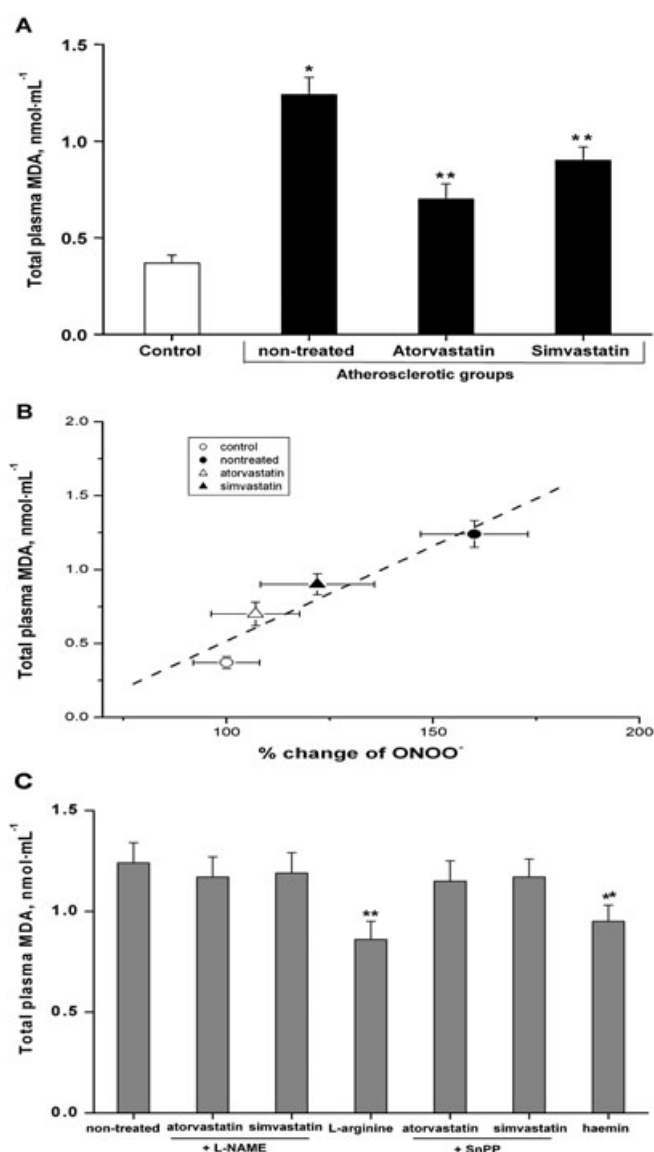 A
Total plasma MDA, nmol·mL⁻¹
1.5
1.0
0.5
0.0
*
**
**
Control
non-treated
Atorvastatin
Simvastatin
Atherosclerotic groups
B
Total plasma MDA, nmol·mL⁻¹
2.0
1.5
1.0
0.5
0.0
control
nontreated
atorvastatin
simvastatin
100
150
200
% change of ONOO⁻
C
Total plasma MDA, nmol·mL⁻¹
1.5
1.0
0.5
0.0
**
**
non-treated
atorvastatin
simvastatin
L-arginine
atorvastatin
simvastatin
haemin
+ L-NAME
+ SnPP